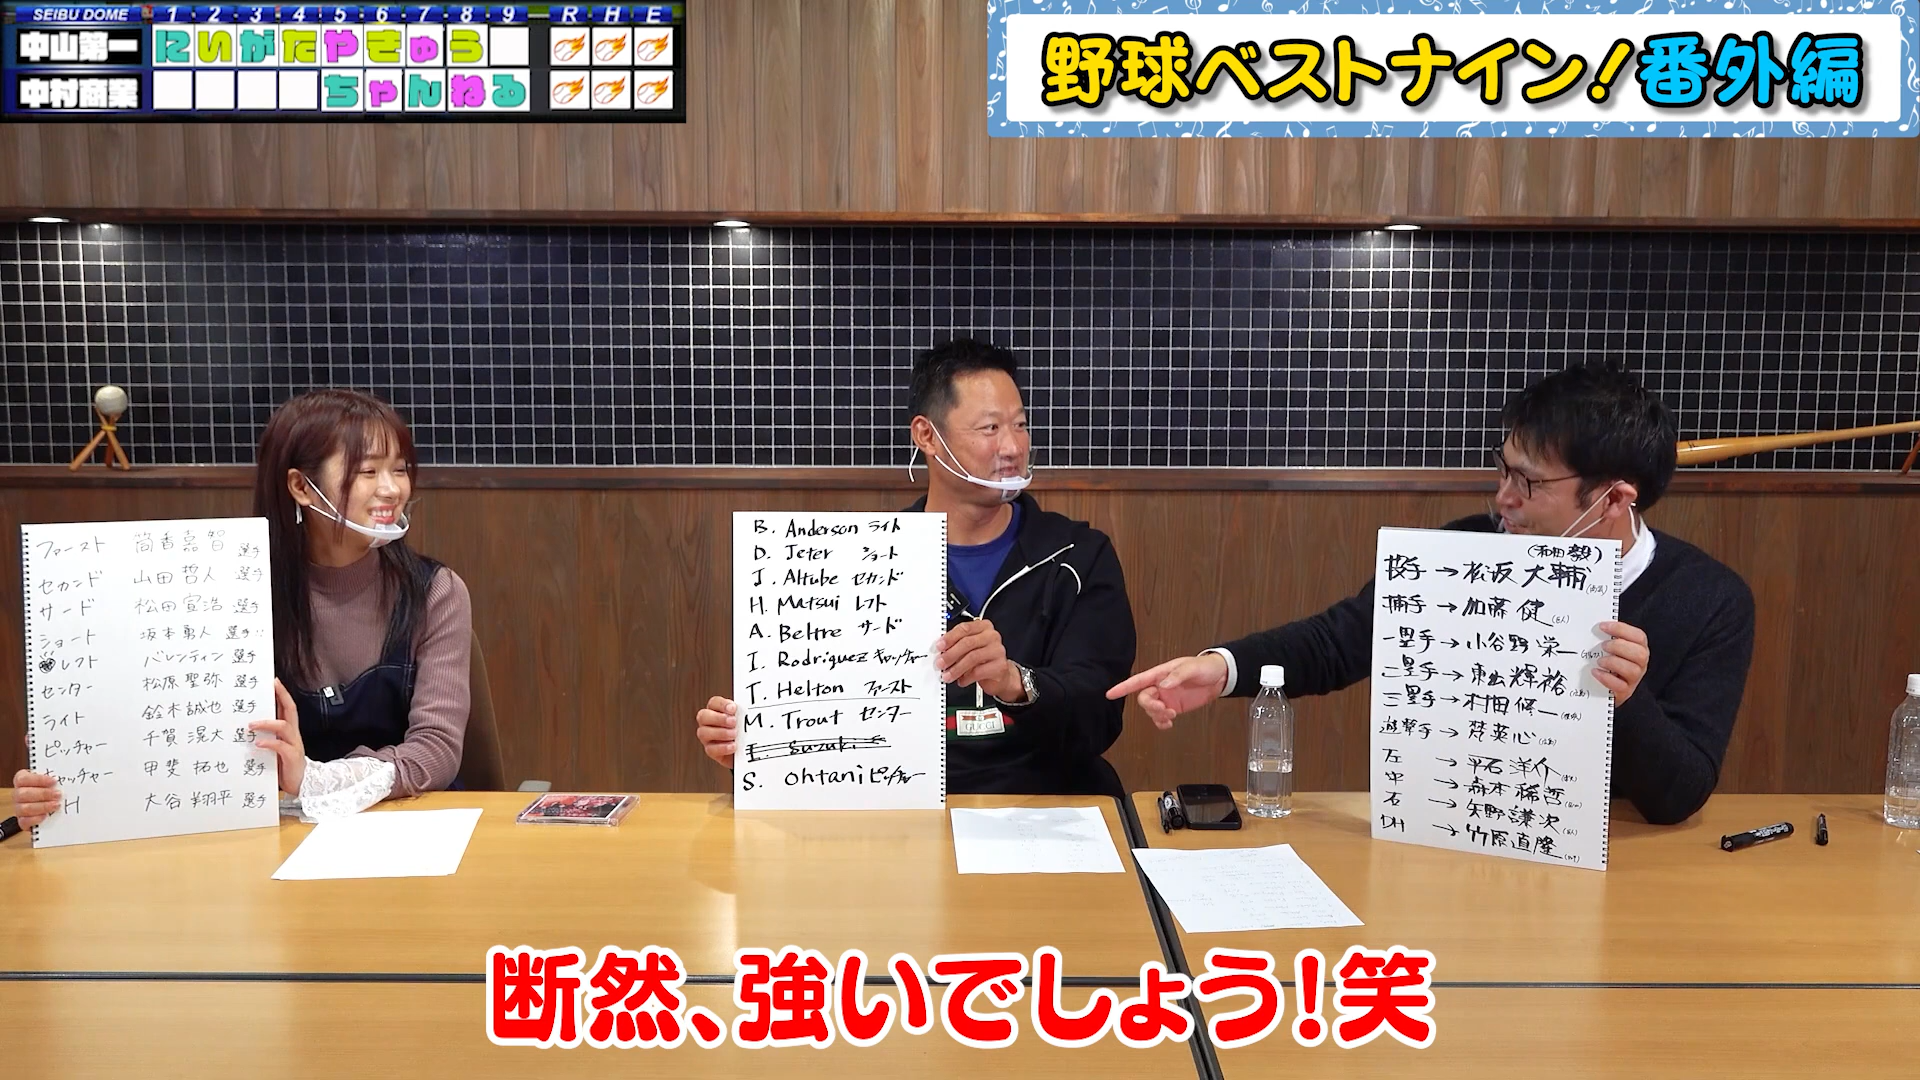 SEIBU DOME 1 2 3 4 5 6 7 8 9 R H E
中山第一 にいがたやきゅう
中村商業 ちゃんねる
野球ベストナイン!番外編
ファースト 筒香嘉智 選手
セカンド 山田哲人 選手
サード 松田宣浩 選手
ショート 坂本勇人 選手
レフト バレンティン 選手
センター 松原聖弥 選手
ライト 鈴木誠也 選手
ピッチャー 千賀滉大 選手
キャッチャー 甲斐拓也 選手
H 大谷翔平 選手
B. Anderson ライト
D. Jeter ショート
J. Altube セカンド
H. Matsui レフト
A. Beltre サード
I. Rodriguez キャッチャー
T. Helton ファースト
M. Trout センター
I. Suzuki
S. Ohtani ピッチャー
GUCCI
(和田毅)
投手→松坂大輔
捕手→加藤健
一塁手→小谷野栄一
二塁手→東出輝裕
三塁手→村田修一
遊撃手→梵英心
左→平石洋介
中→森本稀哲
右→矢野謙次
DH→竹原直隆
断然、強いでしょう!笑